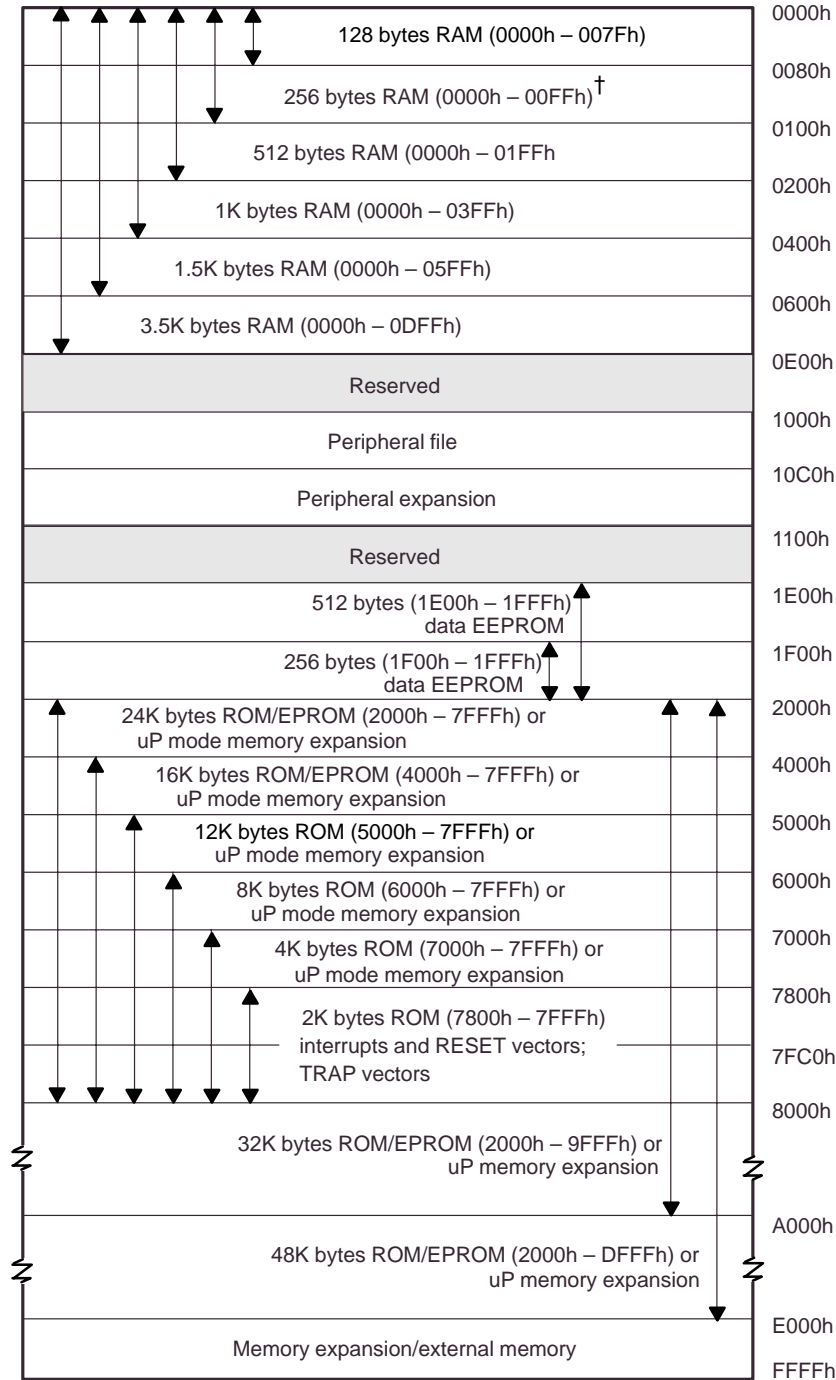 0000h
128 bytes RAM (0000h – 007Fh)
0080h
256 bytes RAM (0000h – 00FFh)†
0100h
512 bytes RAM (0000h – 01FFh
0200h
1K bytes RAM (0000h – 03FFh)
0400h
1.5K bytes RAM (0000h – 05FFh)
0600h
3.5K bytes RAM (0000h – 0DFFh)
0E00h
Reserved
1000h
Peripheral file
10C0h
Peripheral expansion
1100h
Reserved
1E00h
512 bytes (1E00h – 1FFFh)
data EEPROM
1F00h
256 bytes (1F00h – 1FFFh)
data EEPROM
2000h
24K bytes ROM/EPROM (2000h – 7FFFh) or
uP mode memory expansion
4000h
16K bytes ROM/EPROM (4000h – 7FFFh) or
uP mode memory expansion
5000h
12K bytes ROM (5000h – 7FFFh) or
uP mode memory expansion
6000h
8K bytes ROM (6000h – 7FFFh) or
uP mode memory expansion
7000h
4K bytes ROM (7000h – 7FFFh) or
uP mode memory expansion
7800h
2K bytes ROM (7800h – 7FFFh)
interrupts and RESET vectors;
7FC0h
TRAP vectors
8000h
32K bytes ROM/EPROM (2000h – 9FFFh) or
uP memory expansion
A000h
48K bytes ROM/EPROM (2000h – DFFFh) or
uP memory expansion
E000h
Memory expansion/external memory
FFFFh